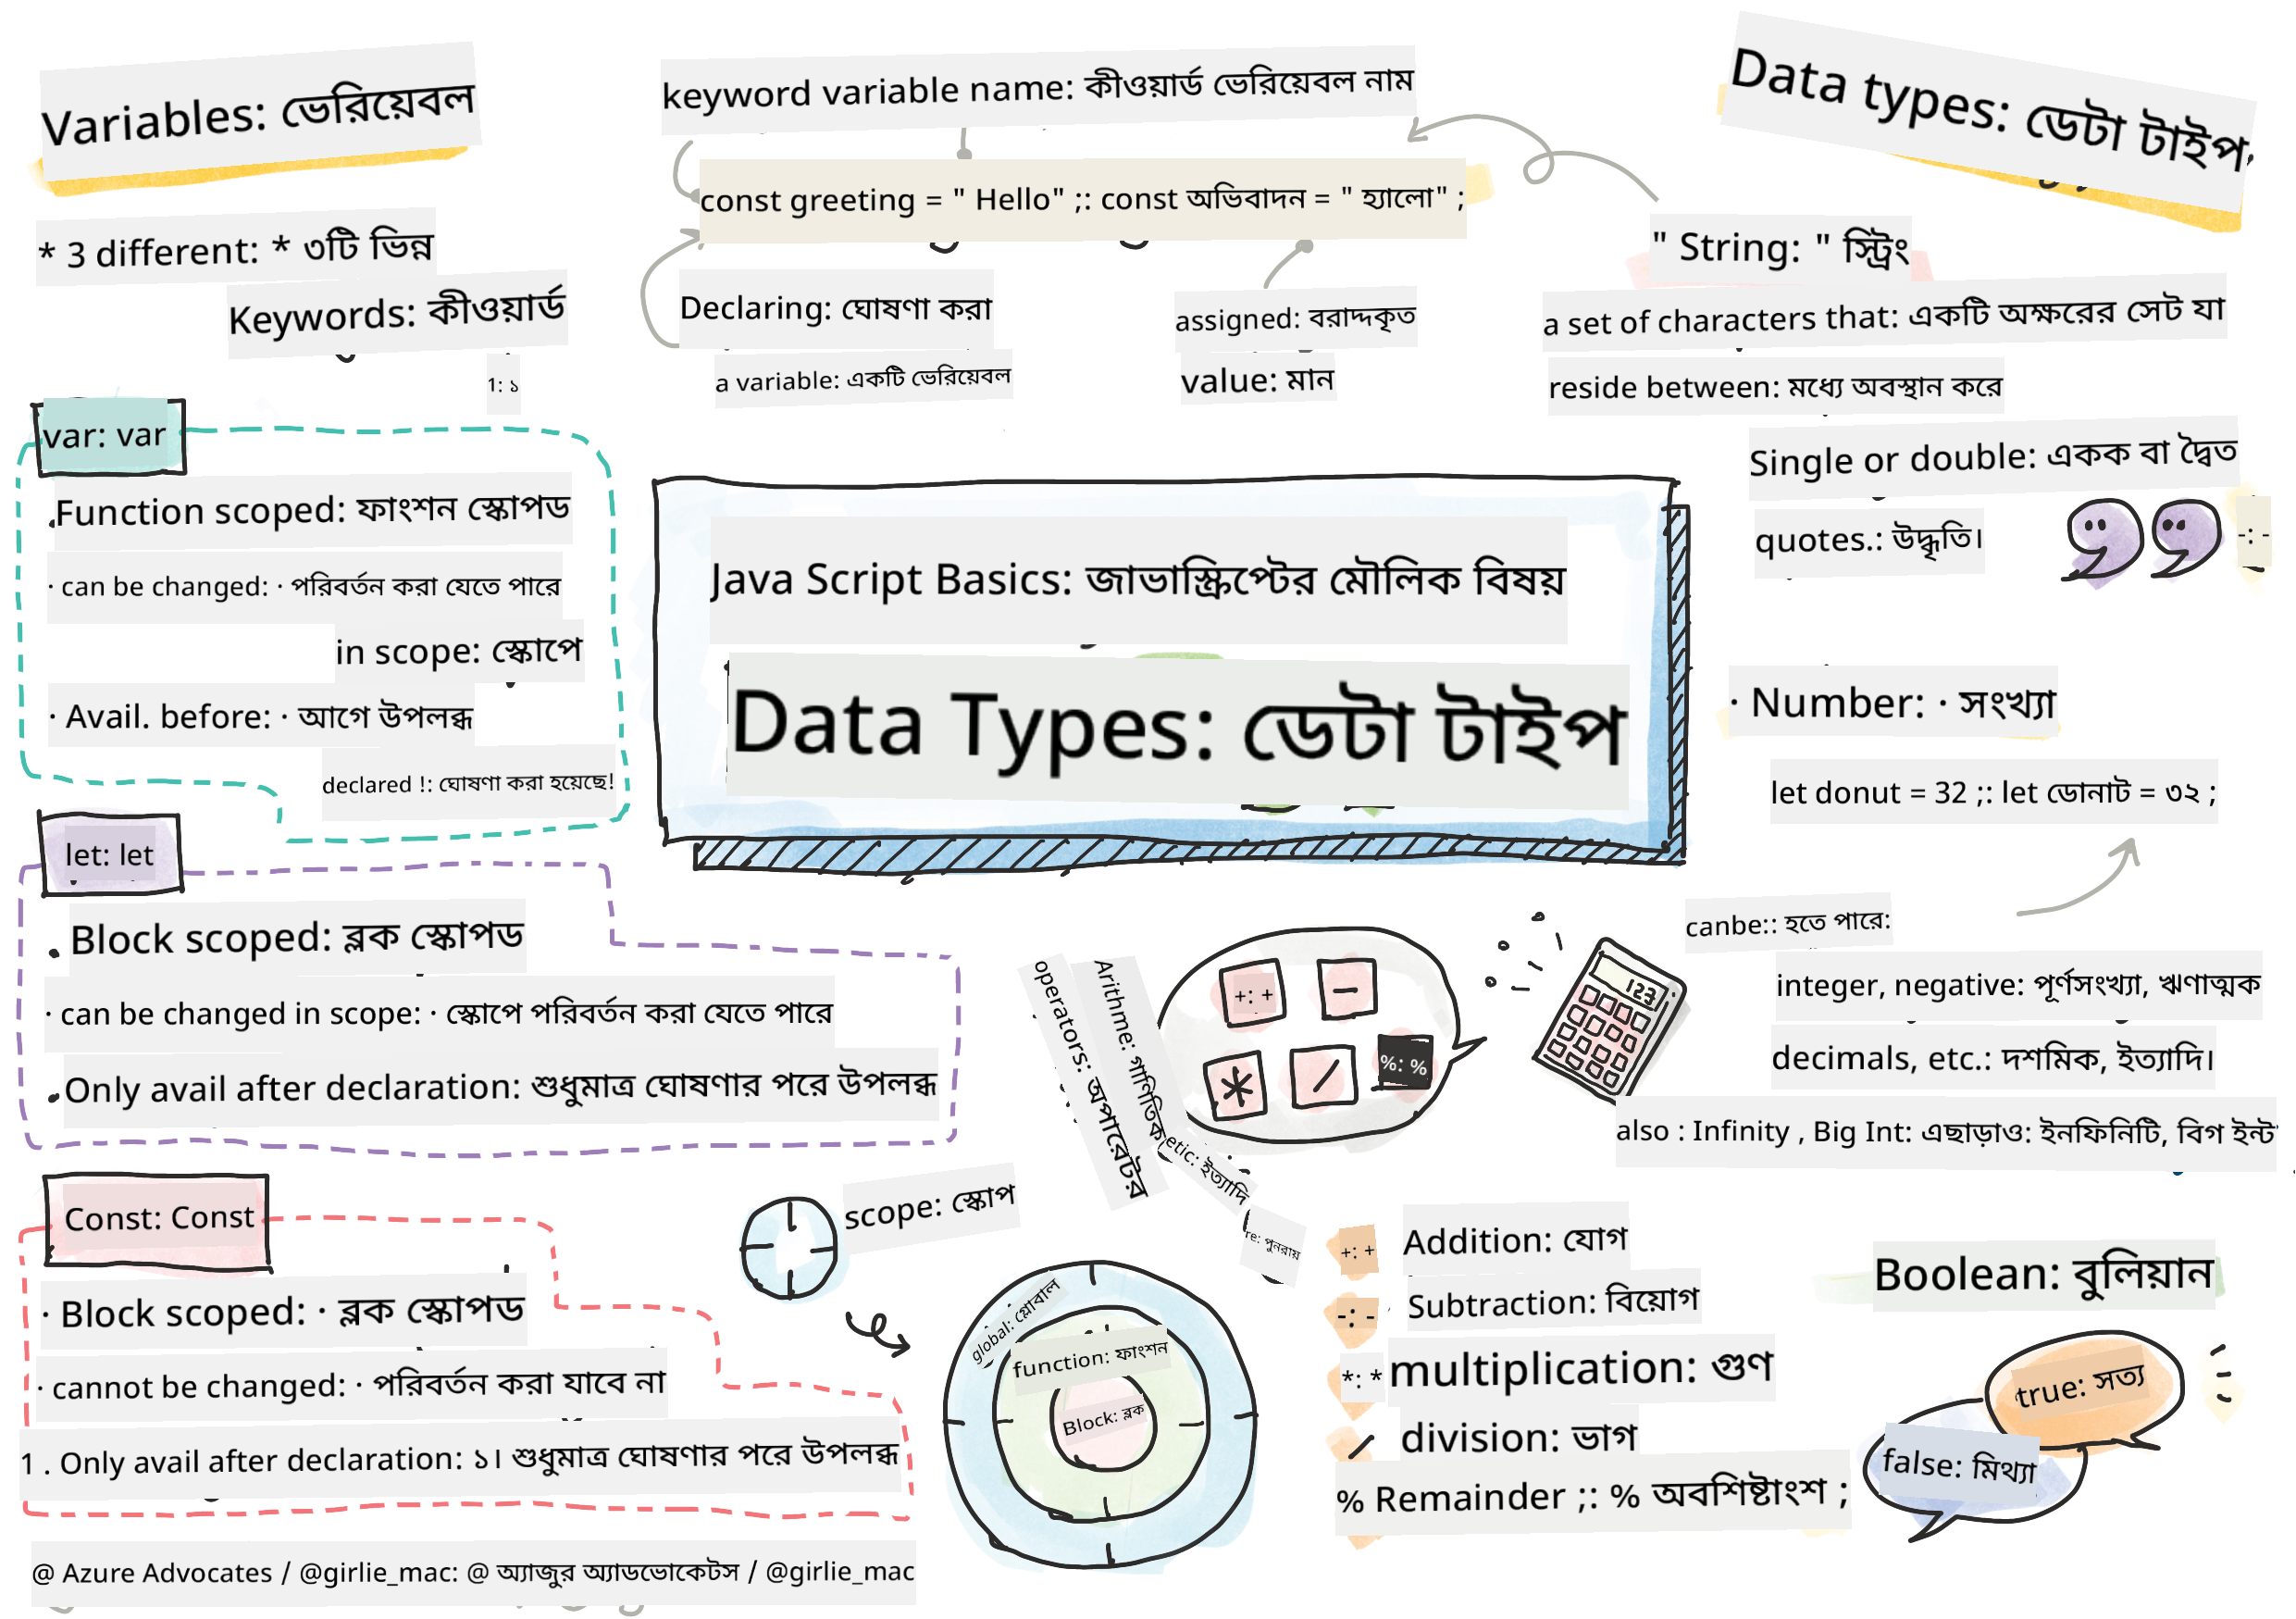 Variables: ভেরিয়েবল
* 3 different: * ৩টি ভিন্ন
Keywords: কীওয়ার্ড
1: ১
var: var
Function scoped: ফাংশন স্কোপড
· can be changed: · পরিবর্তন করা যেতে পারে
in scope: স্কোপে
· Avail. before: · আগে উপলব্ধ
declared !: ঘোষণা করা হয়েছে!
let: let
Block scoped: ব্লক স্কোপড
· can be changed in scope: · স্কোপে পরিবর্তন করা যেতে পারে
Only avail after declaration: শুধুমাত্র ঘোষণার পরে উপলব্ধ
Const: Const
· Block scoped: · ব্লক স্কোপড
· cannot be changed: · পরিবর্তন করা যাবে না
1 . Only avail after declaration: ১। শুধুমাত্র ঘোষণার পরে উপলব্ধ
@ Azure Advocates / @girlie_mac: @ অ্যাজুর অ্যাডভোকেটস / @girlie_mac
keyword variable name: কীওয়ার্ড ভেরিয়েবল নাম
const greeting = " Hello" ;: const অভিবাদন = " হ্যালো" ;
Declaring: ঘোষণা করা
a variable: একটি ভেরিয়েবল
assigned: বরাদ্দকৃত
value: মান
Java Script Basics: জাভাস্ক্রিপ্টের মৌলিক বিষয়
Data Types: ডেটা টাইপ
scope: স্কোপ
global: গ্লোবাল
function: ফাংশন
Block: ব্লক
operators: অপারেটর
Arithme: গাণিতিক
etic: ইত্যাদি
re: পুনরায়
+: +
−
*
/
%: %
123
+: +
Addition: যোগ
-: -
Subtraction: বিয়োগ
*: *
multiplication: গুণ
/
division: ভাগ
% Remainder ;: % অবশিষ্টাংশ ;
Data types: ডেটা টাইপ
" String: " স্ট্রিং
a set of characters that: একটি অক্ষরের সেট যা
reside between: মধ্যে অবস্থান করে
Single or double: একক বা দ্বৈত
quotes.: উদ্ধৃতি।
-: -
· Number: · সংখ্যা
let donut = 32 ;: let ডোনাট = ৩২ ;
canbe:: হতে পারে:
integer, negative: পূর্ণসংখ্যা, ঋণাত্মক
decimals, etc.: দশমিক, ইত্যাদি।
also : Infinity , Big Int: এছাড়াও: ইনফিনিটি, বিগ ইন্ট
Boolean: বুলিয়ান
true: সত্য
false: মিথ্যা